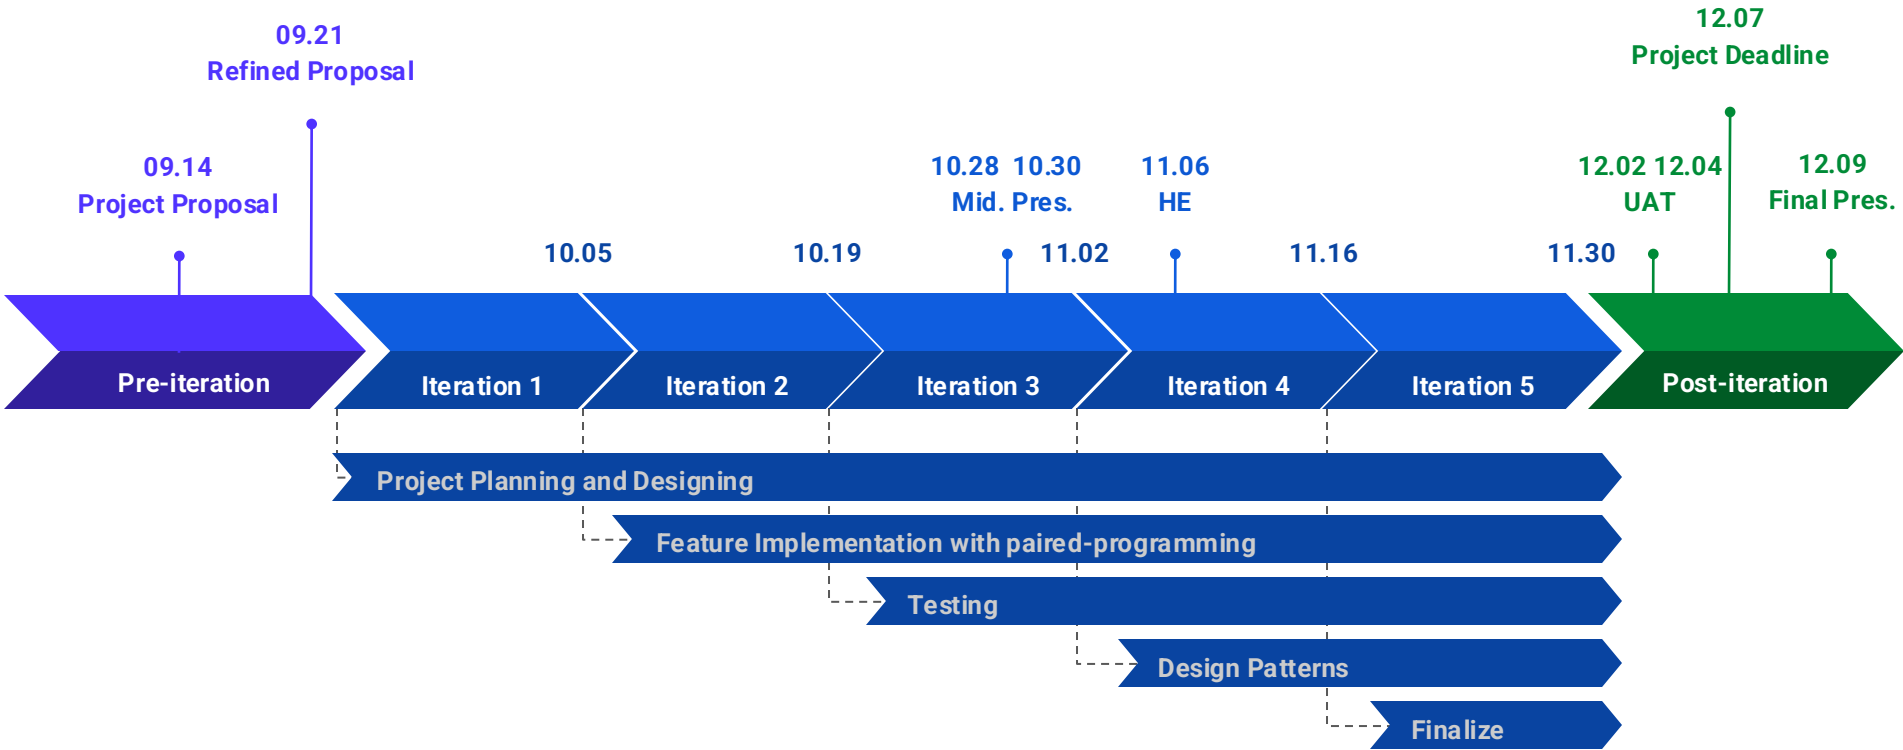 09.21
Refined Proposal
09.14
Project Proposal
10.05
10.19
10.28 10.30
Mid. Pres.
11.02
11.06
HE
11.16
11.30
12.02 12.04
UAT
12.07
Project Deadline
12.09
Final Pres.
Pre-iteration
Iteration 1
Iteration 2
Iteration 3
Iteration 4
Iteration 5
Post-iteration
Project Planning and Designing
Feature Implementation with paired-programming
Testing
Design Patterns
Finalize